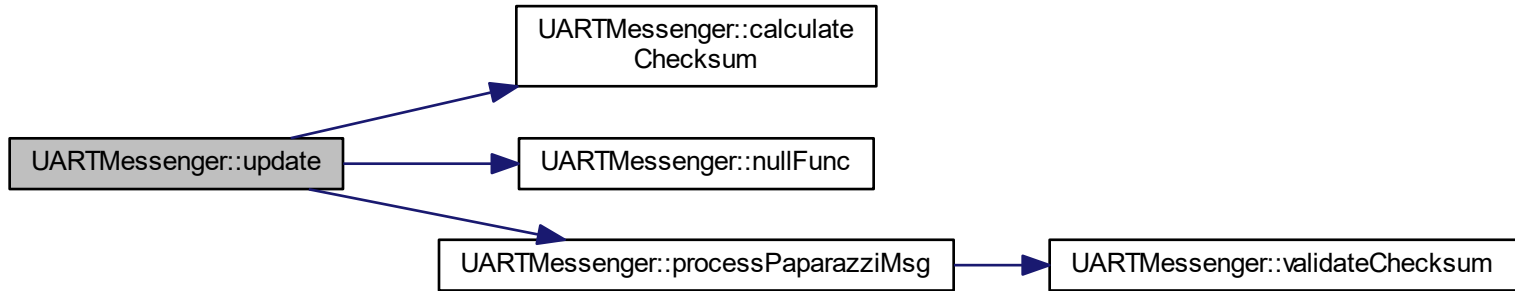 UARTMessenger::calculate
Checksum
UARTMessenger::update
UARTMessenger::nullFunc
UARTMessenger::processPaparazziMsg
UARTMessenger::validateChecksum